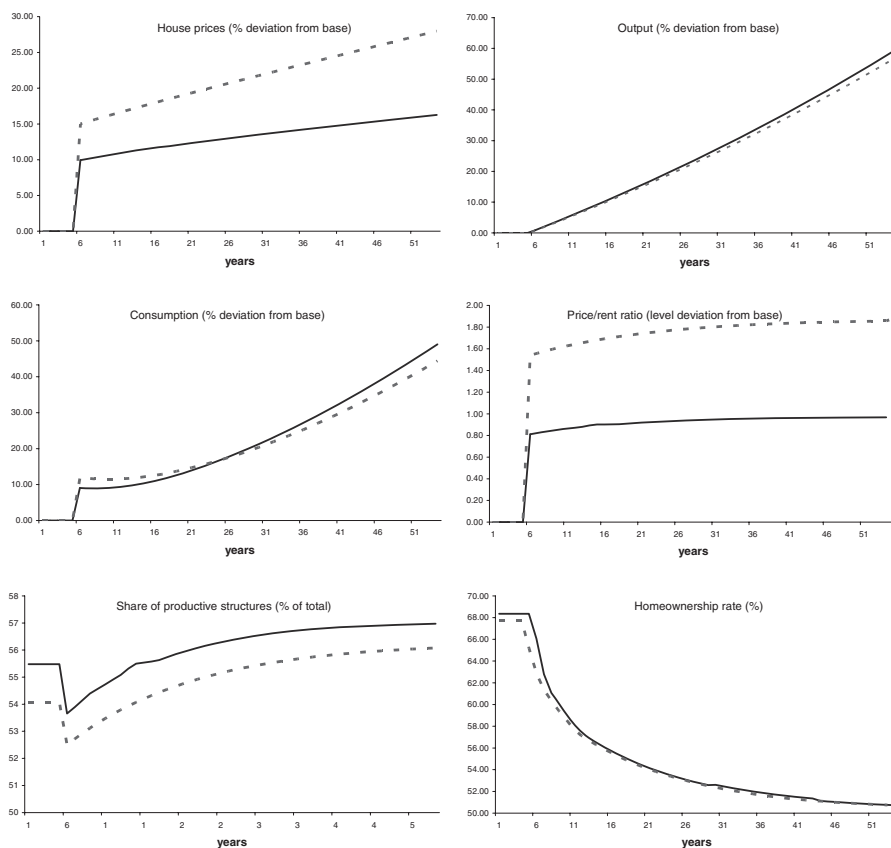 House prices (% deviation from base)
30.00
25.00
20.00
15.00
10.00
5.00
0.00
1 6 11 16 21 26 31 36 41 46 51
years
Output (% deviation from base)
70.00
60.00
50.00
40.00
30.00
20.00
10.00
0.00
1 6 11 16 21 26 31 36 41 46 51
years
Consumption (% deviation from base)
60.00
50.00
40.00
30.00
20.00
10.00
0.00
1 6 11 16 21 26 31 36 41 46 51
years
Price/rent ratio (level deviation from base)
2.00
1.80
1.60
1.40
1.20
1.00
0.80
0.60
0.40
0.20
0.00
1 6 11 16 21 26 31 36 41 46 51
years
Share of productive structures (% of total)
58
57
56
55
54
53
52
51
50
1 6 1 1 2 2 3 3 4 4 5
years
Homeownership rate (%)
70.00
68.00
66.00
64.00
62.00
60.00
58.00
56.00
54.00
52.00
50.00
1 6 11 16 21 26 31 36 41 46 51
years